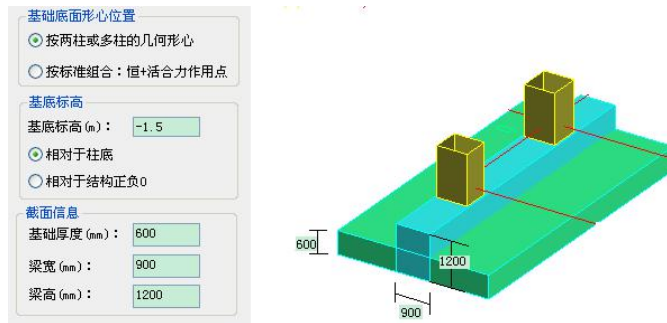 基础底面形心位置
按两柱或多柱的几何形心
按标准组合：恒+活合力作用点
基底标高
基底标高(m)： -1.5
相对于柱底
相对于结构正负0
截面信息
基础厚度(mm)： 600
梁宽(mm)： 900
梁高(mm)： 1200
600
1200
900